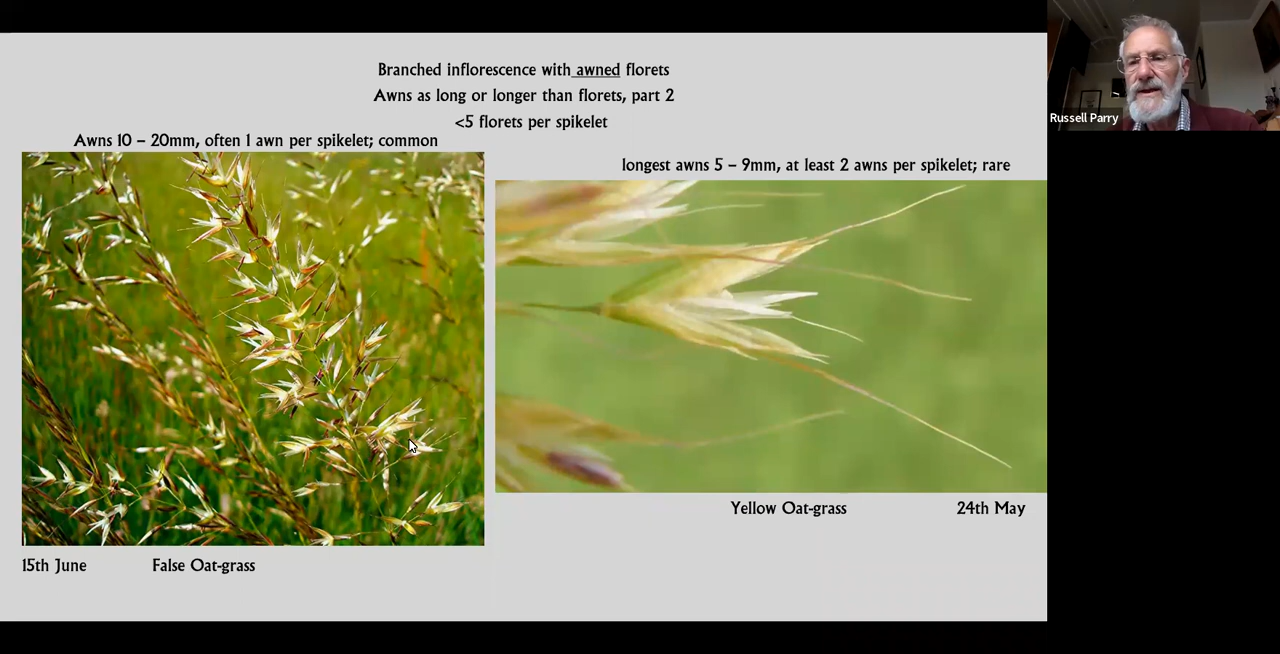 Branched inflorescence with awned florets
Awns as long or longer than florets, part 2
<5 florets per spikelet
Awns 10 – 20mm, often 1 awn per spikelet; common
longest awns 5 – 9mm, at least 2 awns per spikelet; rare
Yellow Oat-grass 24th May
15th June False Oat-grass
Russell Parry